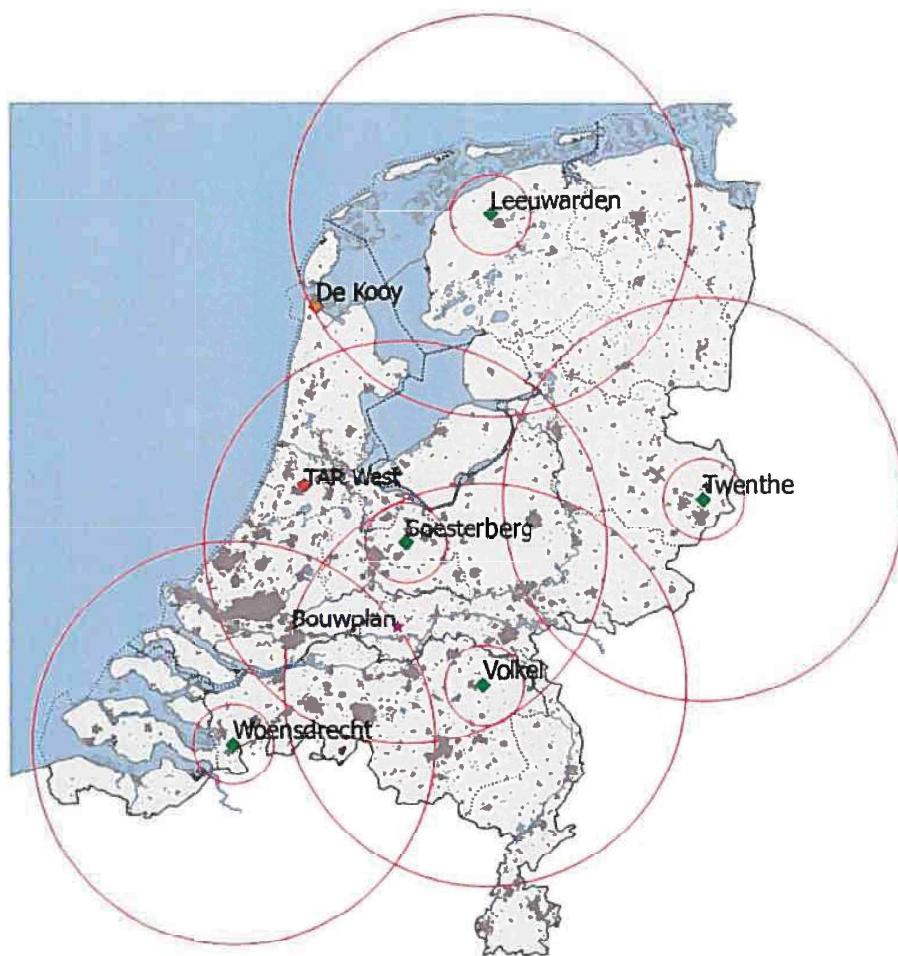 Leeuwarden
De Kooy
TAR West
Twenthe
Soesterberg
Bouwplan
Volkel
Woensdrecht